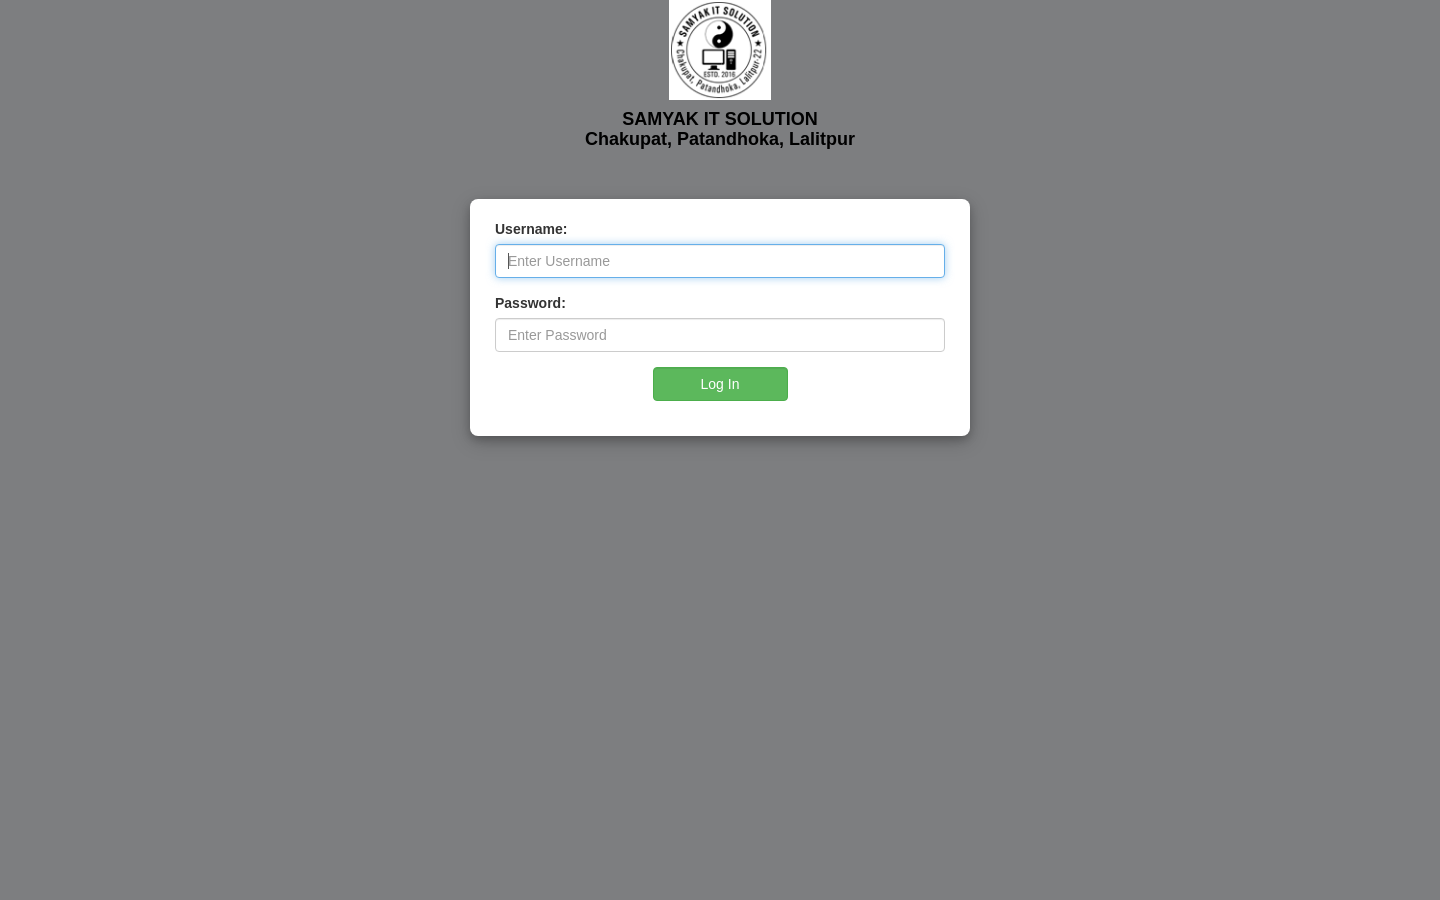 SAMYAK IT SOLUTION
ESTD. 2016
Chakupat, Patandhoka, Lalitpur-22
SAMYAK IT SOLUTION
Chakupat, Patandhoka, Lalitpur
Username:
Enter Username
Password:
Enter Password
Log In